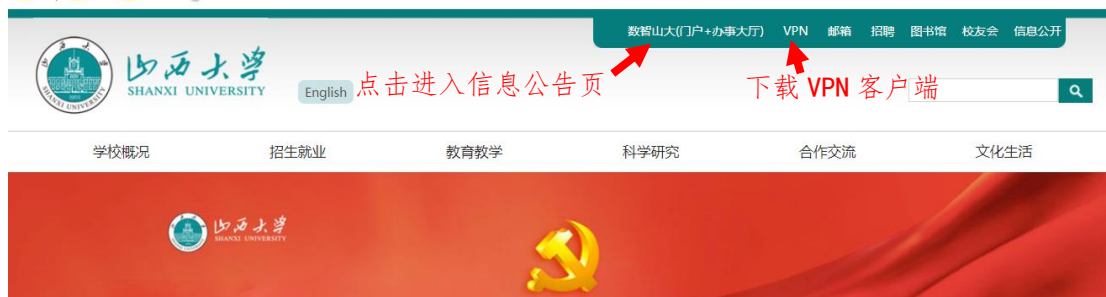 数智山大(门户+办事大厅) VPN 邮箱 招聘 图书馆 校友会 信息公开
山西大学
SHANXI UNIVERSITY
English
点击进入信息公告页
下载 VPN 客户端
学校概况 招生就业 教育教学 科学研究 合作交流 文化生活
山西大学
SHANXI UNIVERSITY